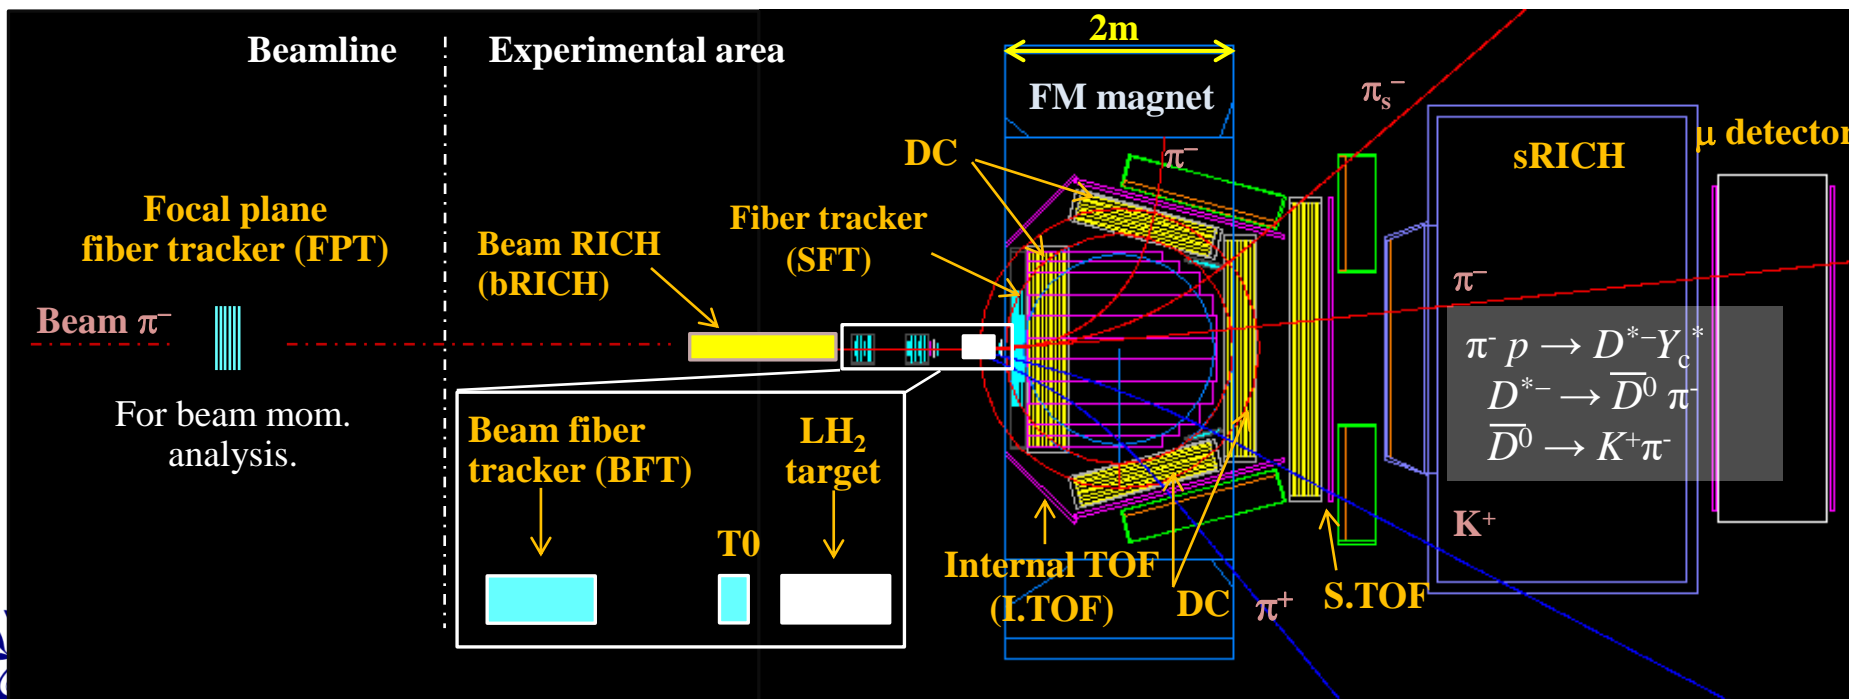 Beamline
Experimental area
2m
FM magnet
π_s⁻
DC
π⁻
sRICH
μ detector
Focal plane
fiber tracker (FPT)
Fiber tracker
(SFT)
Beam RICH
(bRICH)
Beam π⁻
π⁻
π⁻ p → D*⁻Y_c*
D*⁻ → D̅⁰ π⁻
D̅⁰ → K⁺π⁻
For beam mom.
analysis.
Beam fiber
tracker (BFT)
LH₂
target
T0
K⁺
Internal TOF
(I.TOF)
DC
π⁺
S.TOF